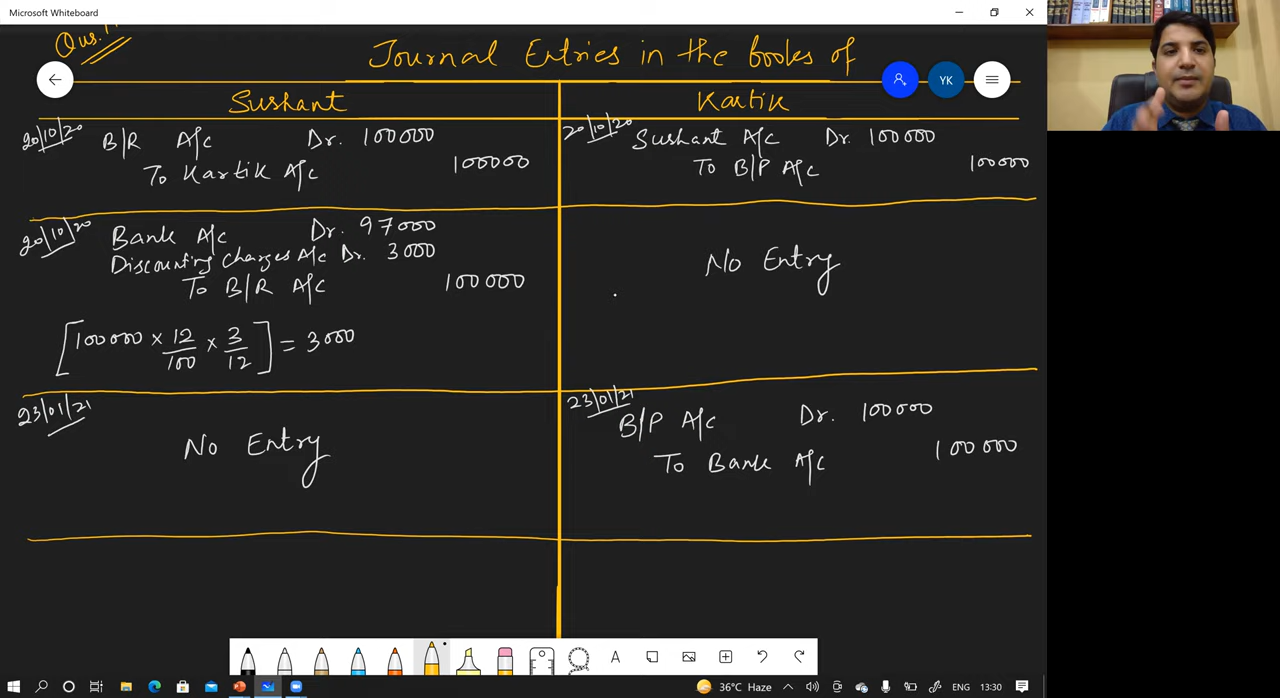 Microsoft Whiteboard
Qus.1.
Journal Entries in the books of
YK
Sushant
Kartik
20/10/20 B/R A/c Dr. 100000
To Kartik A/c 100000
20/10/20 Sushant A/c Dr. 100000
To B/P A/c 100000
20/10/20 Bank A/c Dr. 97000
Discounting Charges A/c Dr. 3000
To B/R A/c 100000
[100000 × 12/100 × 3/12] = 3000
No Entry
23/01/21
No Entry
23/01/21 B/P A/c Dr. 100000
To Bank A/c 100000
A
36°C Haze
ENG
13:30